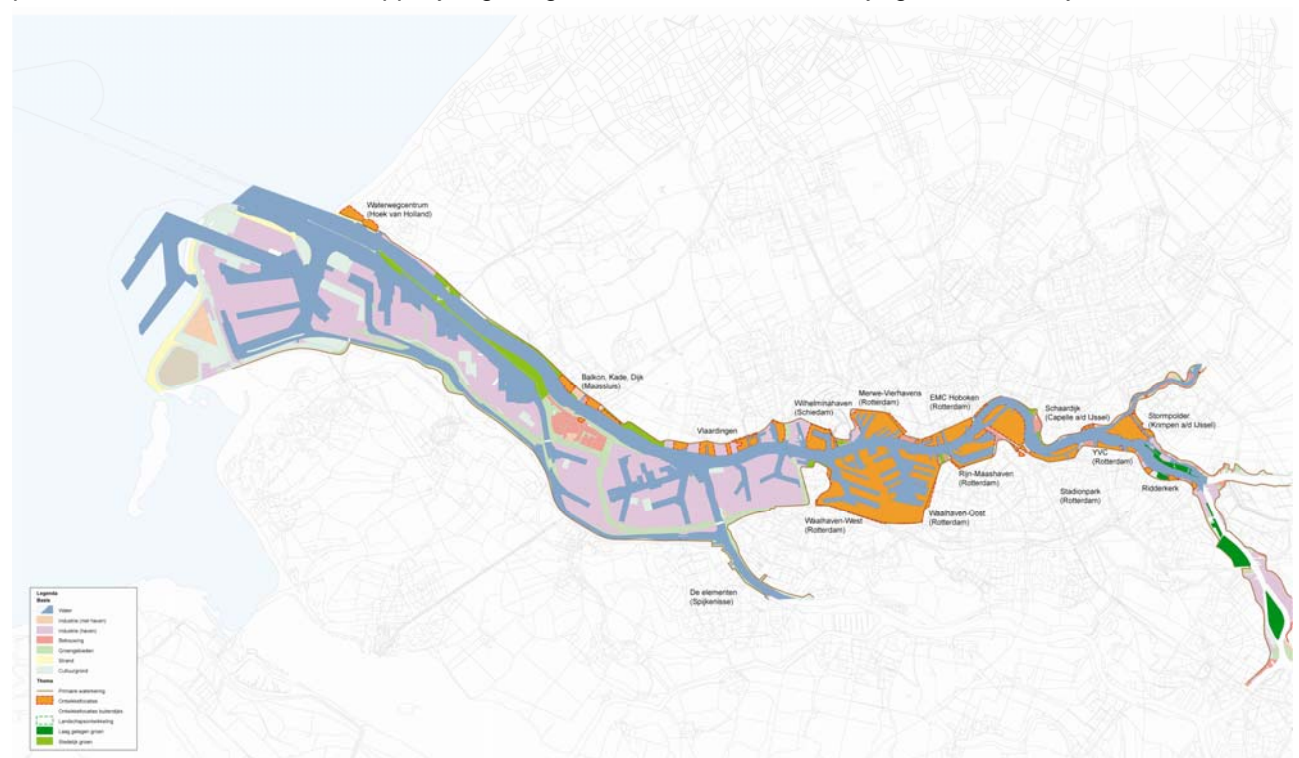 Waterwegcentrum
(Hoek van Holland)
Balkon, Kade, Dijk
(Maassluis)
Vlaardingen
Wilhelminahaven
(Schiedam)
Merwe-Vierhavens
(Rotterdam)
EMC Hoboken
(Rotterdam)
Schaardijk
(Capelle a/d IJssel)
Stormpolder
(Krimpen a/d IJssel)
YVC
(Rotterdam)
Ridderkerk
Rijn-Maashaven
(Rotterdam)
Stadionpark
(Rotterdam)
Waalhaven-West
(Rotterdam)
Waalhaven-Oost
(Rotterdam)
De elementen
(Spijkenisse)
Legenda
Basis
Water
Industrie (niet haven)
Industrie (haven)
Bebouwing
Groengebieden
Strand
Cultuurgrond
Thema
Primaire waterkering
Ontwikkellocaties
Ontwikkellocaties buitendijks
Landschapsontwikkeling
Laag gelegen groen
Stedelijk groen